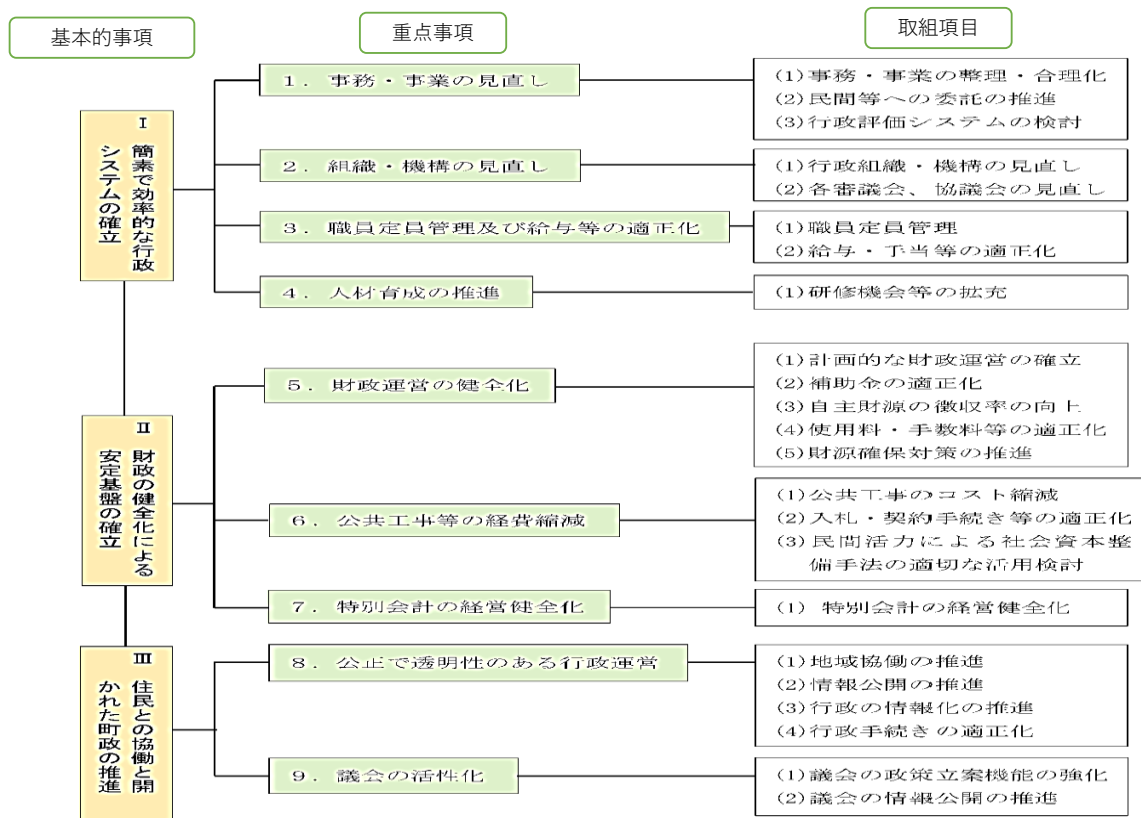 基本的事項
重点事項
取組項目
Ⅰ 簡素で効率的な行政
システムの確立
1．事務・事業の見直し
(1)事務・事業の整理・合理化
(2)民間等への委託の推進
(3)行政評価システムの検討
2．組織・機構の見直し
(1)行政組織・機構の見直し
(2)各審議会、協議会の見直し
3．職員定員管理及び給与等の適正化
(1)職員定員管理
(2)給与・手当等の適正化
4．人材育成の推進
(1)研修機会等の拡充
Ⅱ 財政の健全化による
安定基盤の確立
5．財政運営の健全化
(1)計画的な財政運営の確立
(2)補助金の適正化
(3)自主財源の徴収率の向上
(4)使用料・手数料等の適正化
(5)財源確保対策の推進
6．公共工事等の経費縮減
(1)公共工事のコスト縮減
(2)入札・契約手続き等の適正化
(3)民間活力による社会資本整
備手法の適切な活用検討
7．特別会計の経営健全化
(1) 特別会計の経営健全化
Ⅲ 住民との協働と開
かれた町政の推進
8．公正で透明性のある行政運営
(1)地域協働の推進
(2)情報公開の推進
(3)行政の情報化の推進
(4)行政手続きの適正化
9．議会の活性化
(1)議会の政策立案機能の強化
(2)議会の情報公開の推進